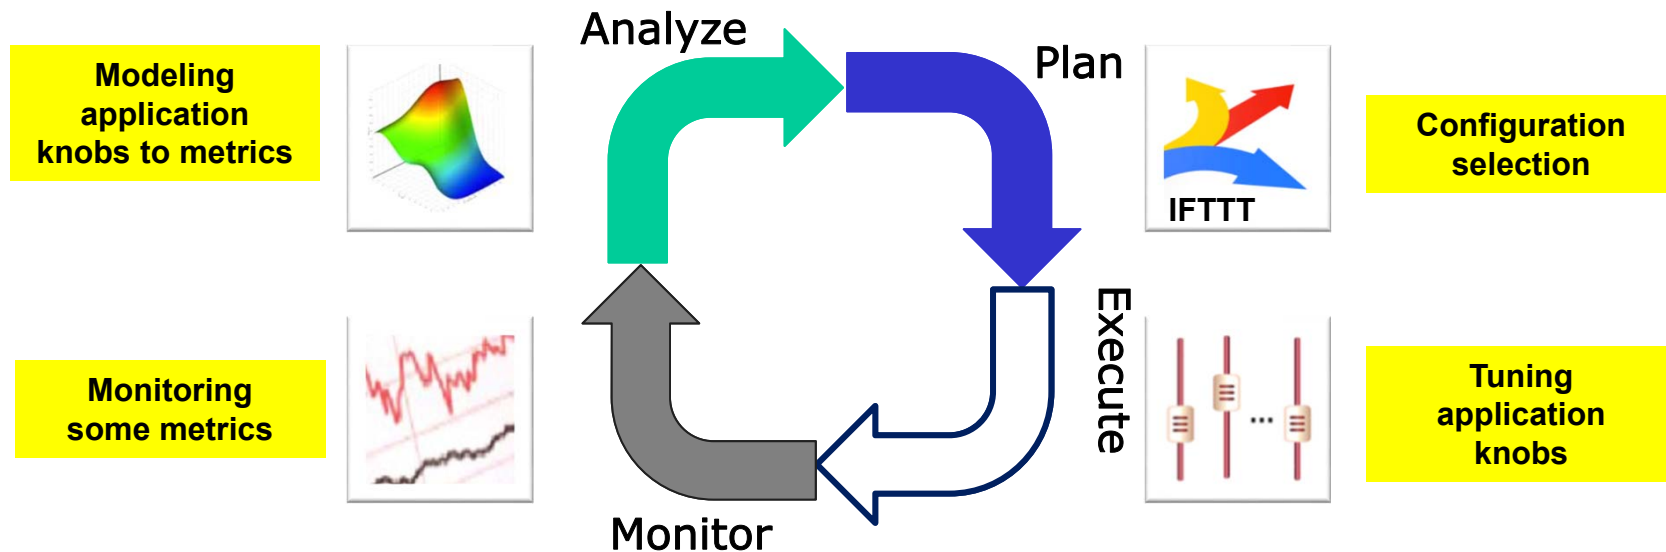 Analyze
Plan
Modeling
application
knobs to metrics
IFTTT
Configuration
selection
Execute
Monitoring
some metrics
...
Tuning
application
knobs
Monitor